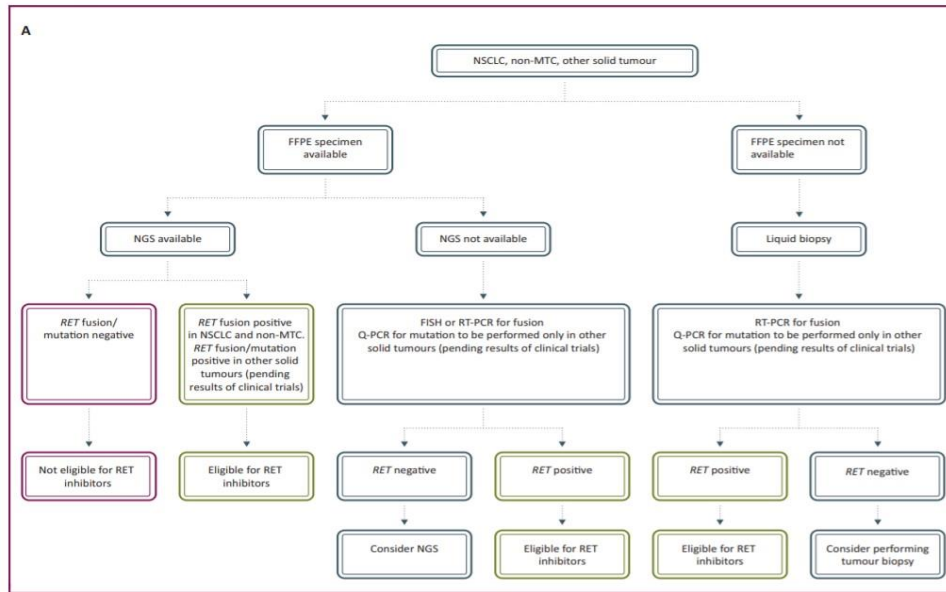 A
NSCLC, non-MTC, other solid tumour
FFPE specimen
available
FFPE specimen not
available
NGS available
NGS not available
Liquid biopsy
RET fusion/
mutation negative
RET fusion positive
in NSCLC and non-MTC.
RET fusion/mutation
positive in other solid
tumours (pending
results of clinical trials)
FISH or RT-PCR for fusion
Q-PCR for mutation to be performed only in other
solid tumours (pending results of clinical trials)
RT-PCR for fusion
Q-PCR for mutation to be performed only in other
solid tumours (pending results of clinical trials)
Not eligible for RET
inhibitors
Eligible for RET
inhibitors
RET negative
RET positive
RET positive
RET negative
Consider NGS
Eligible for RET
inhibitors
Eligible for RET
inhibitors
Consider performing
tumour biopsy